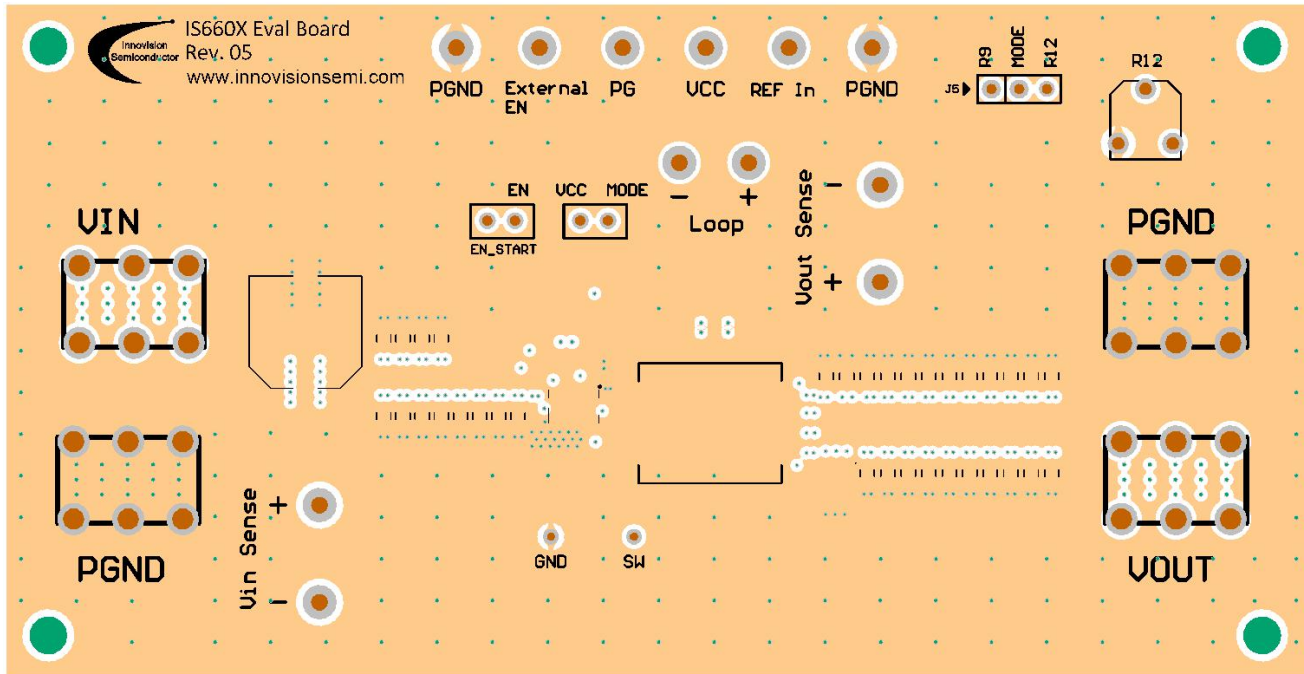 Innovision
Semiconductor
IS660X Eval Board
Rev. 05
www.innovisionsemi.com
PGND
External
EN
PG
VCC
REF In
PGND
J5
R9
MODE
R12
R12
EN
VCC
MODE
EN_START
-
+
Loop
Vout Sense
-
+
VIN
PGND
PGND
Vin Sense
+
-
GND
SW
VOUT